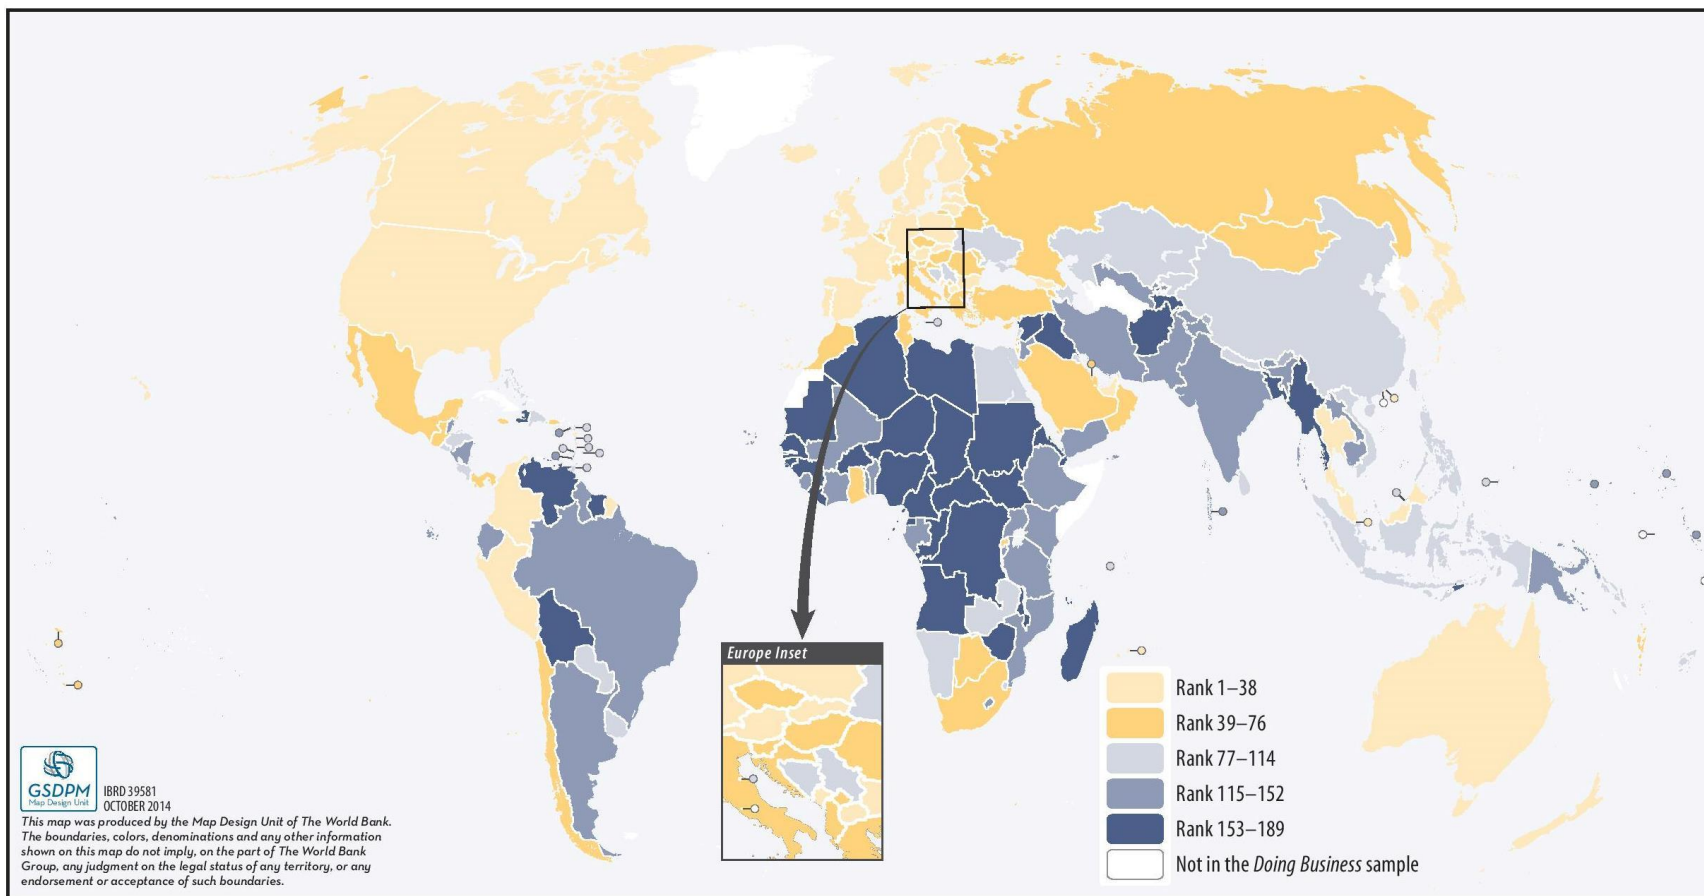 Europe Inset
Rank 1–38
Rank 39–76
Rank 77–114
Rank 115–152
Rank 153–189
Not in the Doing Business sample
GSDPM
Map Design Unit
IBRD 39581
OCTOBER 2014
This map was produced by the Map Design Unit of The World Bank.
The boundaries, colors, denominations and any other information
shown on this map do not imply, on the part of The World Bank
Group, any judgment on the legal status of any territory, or any
endorsement or acceptance of such boundaries.